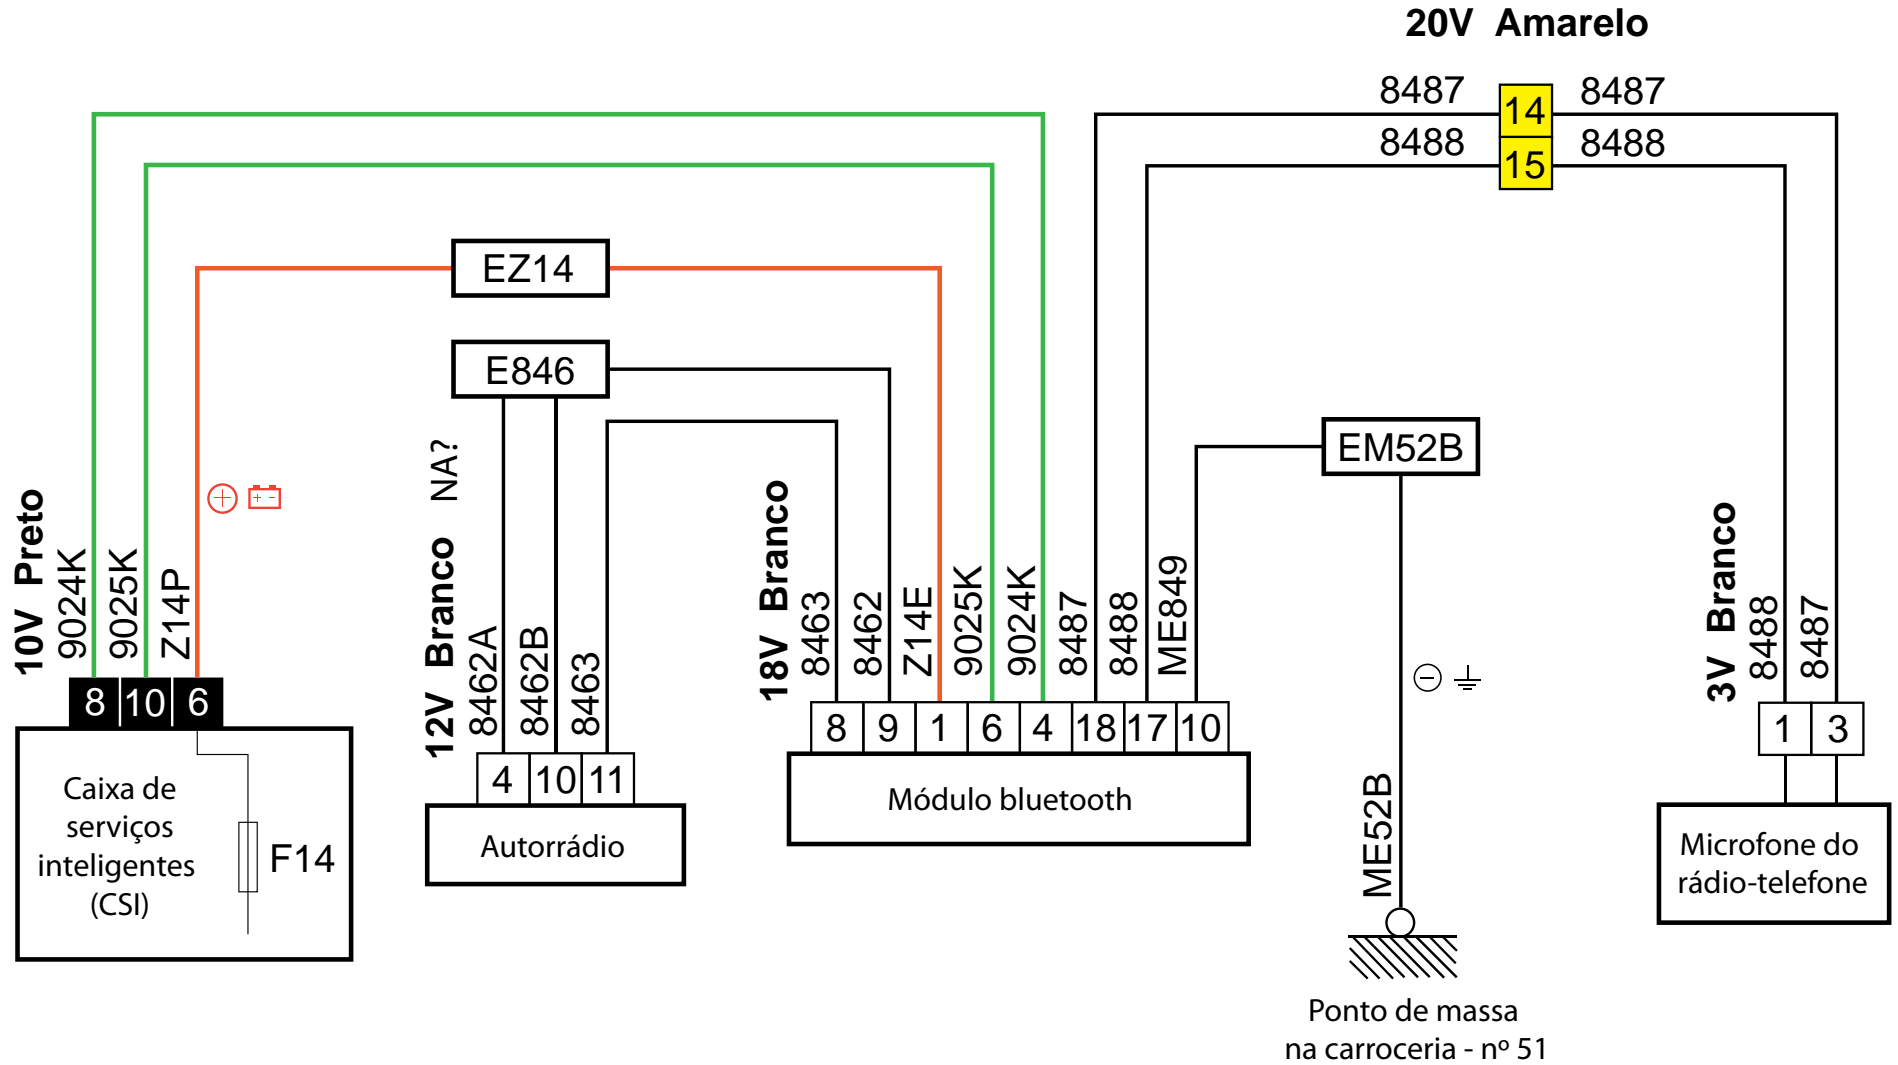 20V Amarelo
8487 14 8487
8488 15 8488
EZ14
E846
EM52B
10V Preto
9024K
9025K
Z14P
8 10 6
Caixa de
serviços
inteligentes
(CSI)
F14
12V Branco NA?
8462A
8462B
8463
4 10 11
Autorrádio
18V Branco
8463
8462
Z14E
9025K
9024K
8487
8488
ME849
8 9 1 6 4 18 17 10
Módulo bluetooth
ME52B
Ponto de massa
na carroceria - nº 51
3V Branco
8488
8487
1 3
Microfone do
rádio-telefone